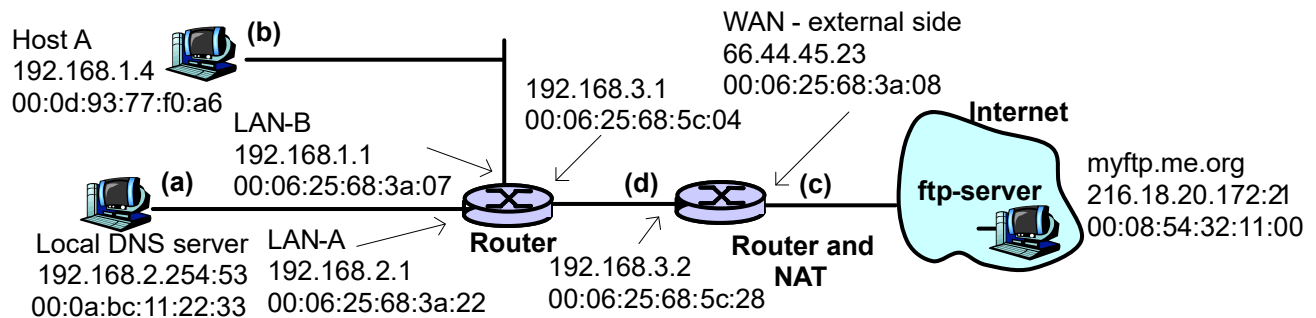 Host A
192.168.1.4
00:0d:93:77:f0:a6
(b)
WAN - external side
66.44.45.23
00:06:25:68:3a:08
192.168.3.1
00:06:25:68:5c:04
LAN-B
192.168.1.1
00:06:25:68:3a:07
Internet
ftp-server
myftp.me.org
216.18.20.172:21
00:08:54:32:11:00
(a)
(d)
(c)
Local DNS server
192.168.2.254:53
00:0a:bc:11:22:33
LAN-A
192.168.2.1
00:06:25:68:3a:22
Router
192.168.3.2
00:06:25:68:5c:28
Router and
NAT